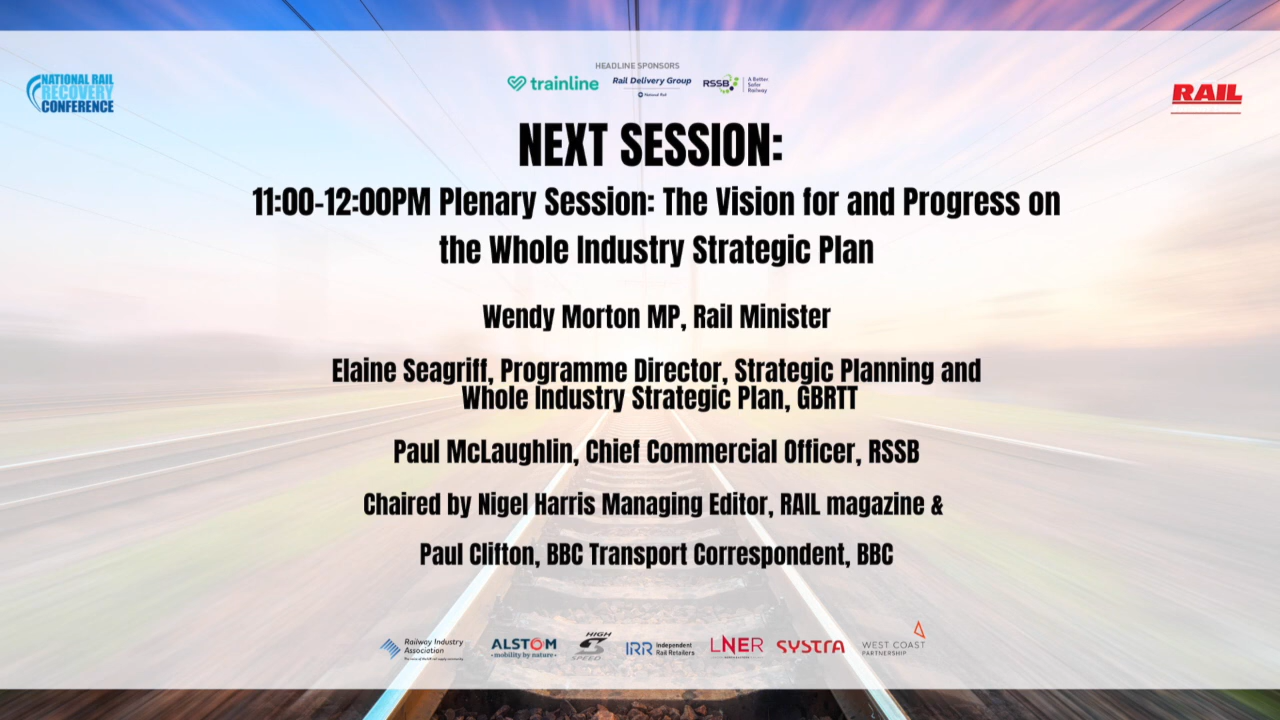 HEADLINE SPONSORS
NATIONAL RAIL
RECOVERY
CONFERENCE
trainline
Rail Delivery Group
National Rail
RSSB
A Better
Safer
Railway
RAIL
NEXT SESSION:
11:00-12:00PM Plenary Session: The Vision for and Progress on
the Whole Industry Strategic Plan
Wendy Morton MP, Rail Minister
Elaine Seagriff, Programme Director, Strategic Planning and
Whole Industry Strategic Plan, GBRTT
Paul McLaughlin, Chief Commercial Officer, RSSB
Chaired by Nigel Harris Managing Editor, RAIL magazine &
Paul Clifton, BBC Transport Correspondent, BBC
Railway Industry
Association
ALSTOM
• mobility by nature •
HIGH
SPEED
IRR
Independent
Rail Retailers
LNER
SYSTRA
WEST COAST
PARTNERSHIP